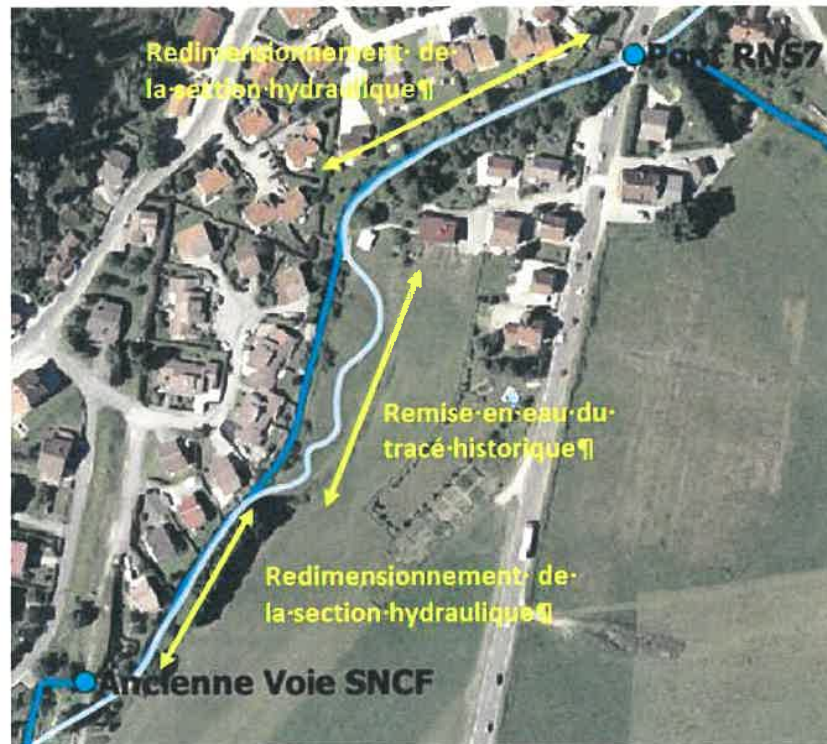 Redimensionnement· de·
la·section·hydraulique¶
Pont RN57
Remise·en·eau·du·
tracé·historique¶
Redimensionnement· de·
la·section·hydraulique¶
Ancienne Voie SNCF